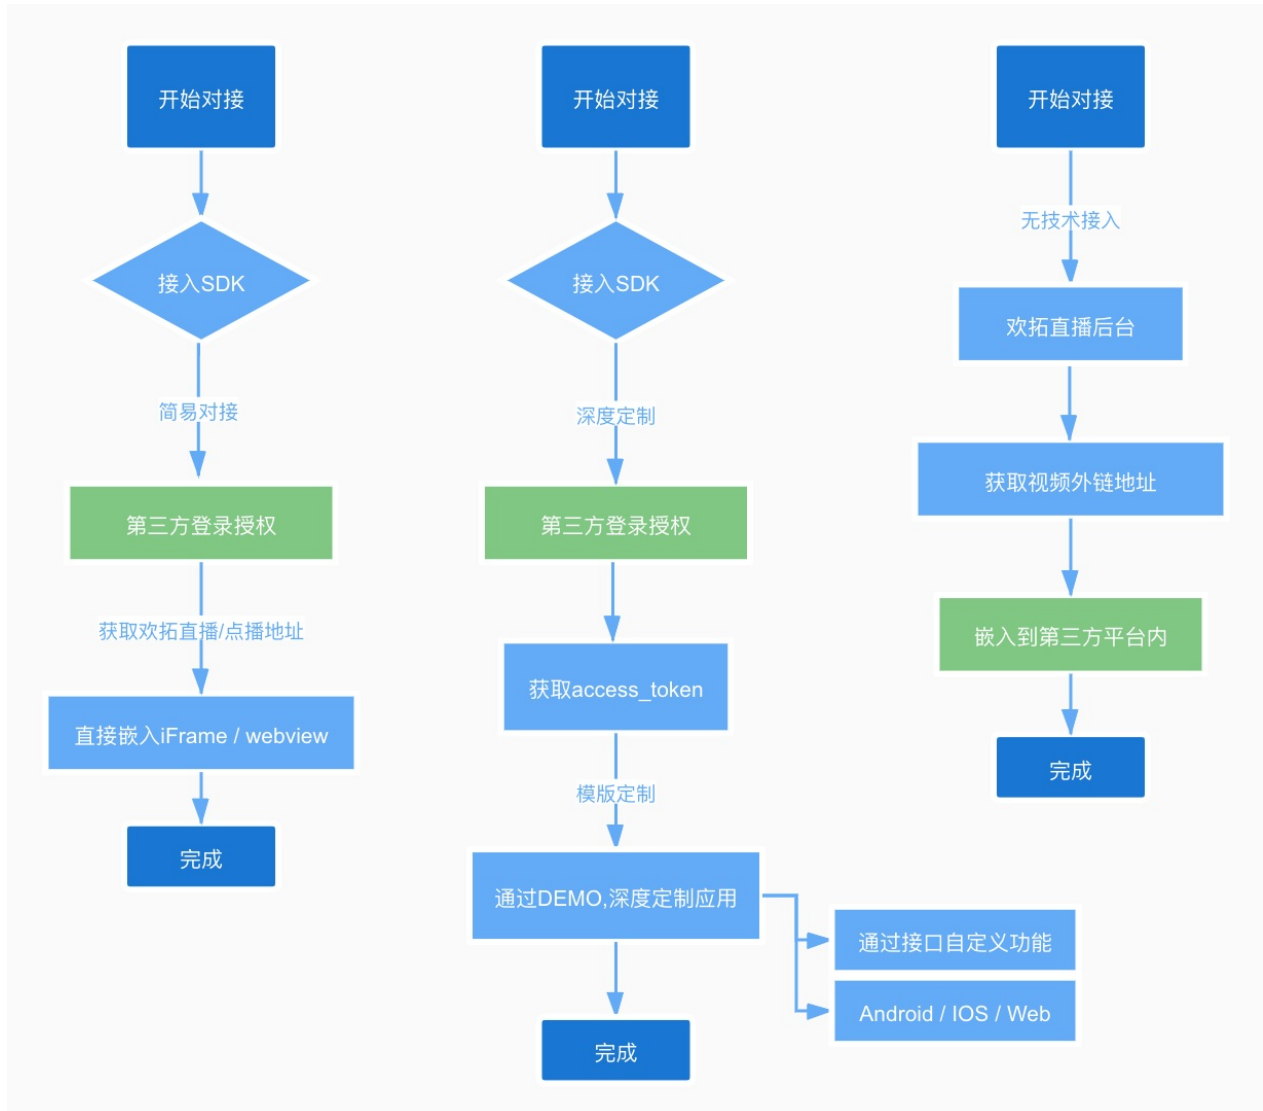 开始对接
接入SDK
简易对接
第三方登录授权
获取欢拓直播/点播地址
直接嵌入iFrame / webview
完成
开始对接
接入SDK
深度定制
第三方登录授权
获取access_token
模版定制
通过DEMO,深度定制应用
通过接口自定义功能
Android / IOS / Web
完成
开始对接
无技术接入
欢拓直播后台
获取视频外链地址
嵌入到第三方平台内
完成